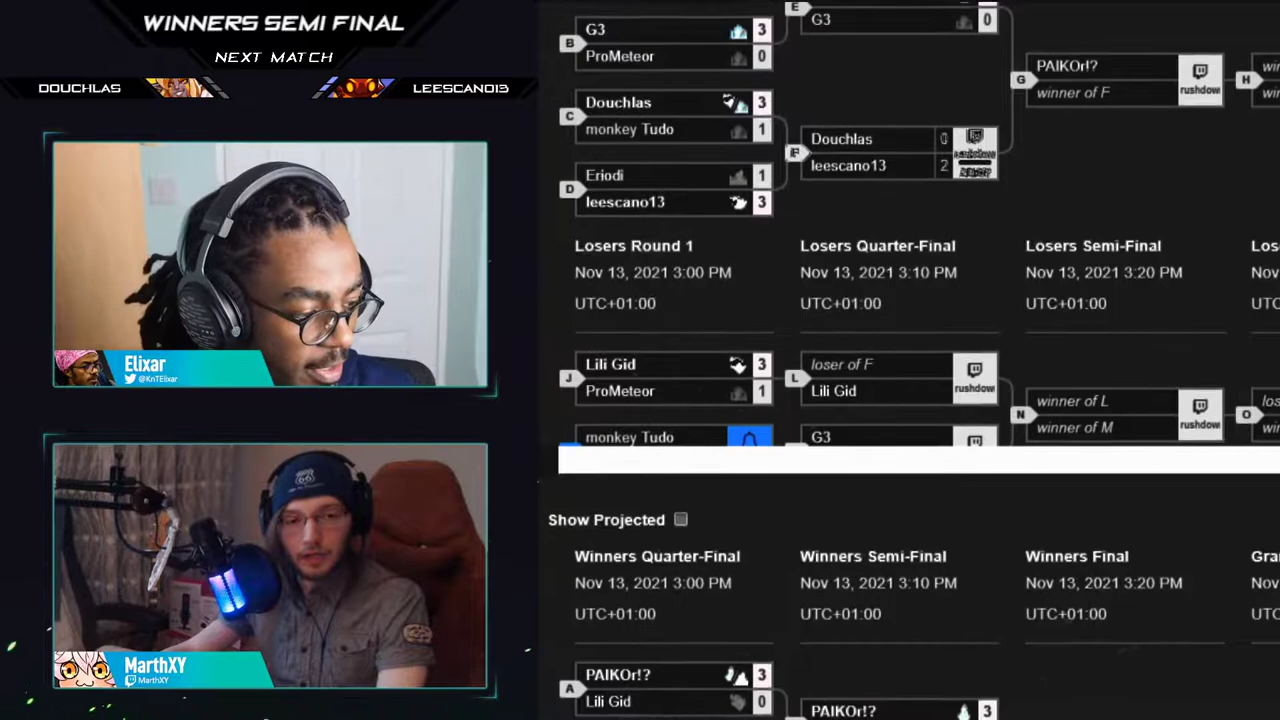 WINNERS SEMI FINAL
NEXT MATCH
DOUCHLAS
LEESCANO13
Elixar
@KnTElixar
MarthXY
MarthXY
E
G3 0
B
G3 3
ProMeteor 0
C
Douchlas 3
monkey Tudo 1
D
Eriodi 1
leescano13 3
F
Douchlas 0
leescano13 2
G
PAIKOr!?
winner of F
rushdow
H
Losers Round 1
Nov 13, 2021 3:00 PM
UTC+01:00
Losers Quarter-Final
Nov 13, 2021 3:10 PM
UTC+01:00
Losers Semi-Final
Nov 13, 2021 3:20 PM
UTC+01:00
J
Lili Gid 3
ProMeteor 1
monkey Tudo
L
loser of F
Lili Gid
rushdow
G3
N
winner of L
winner of M
rushdow
O
Show Projected
Winners Quarter-Final
Nov 13, 2021 3:00 PM
UTC+01:00
Winners Semi-Final
Nov 13, 2021 3:10 PM
UTC+01:00
Winners Final
Nov 13, 2021 3:20 PM
UTC+01:00
A
PAIKOr!? 3
Lili Gid 0
PAIKOr!? 3